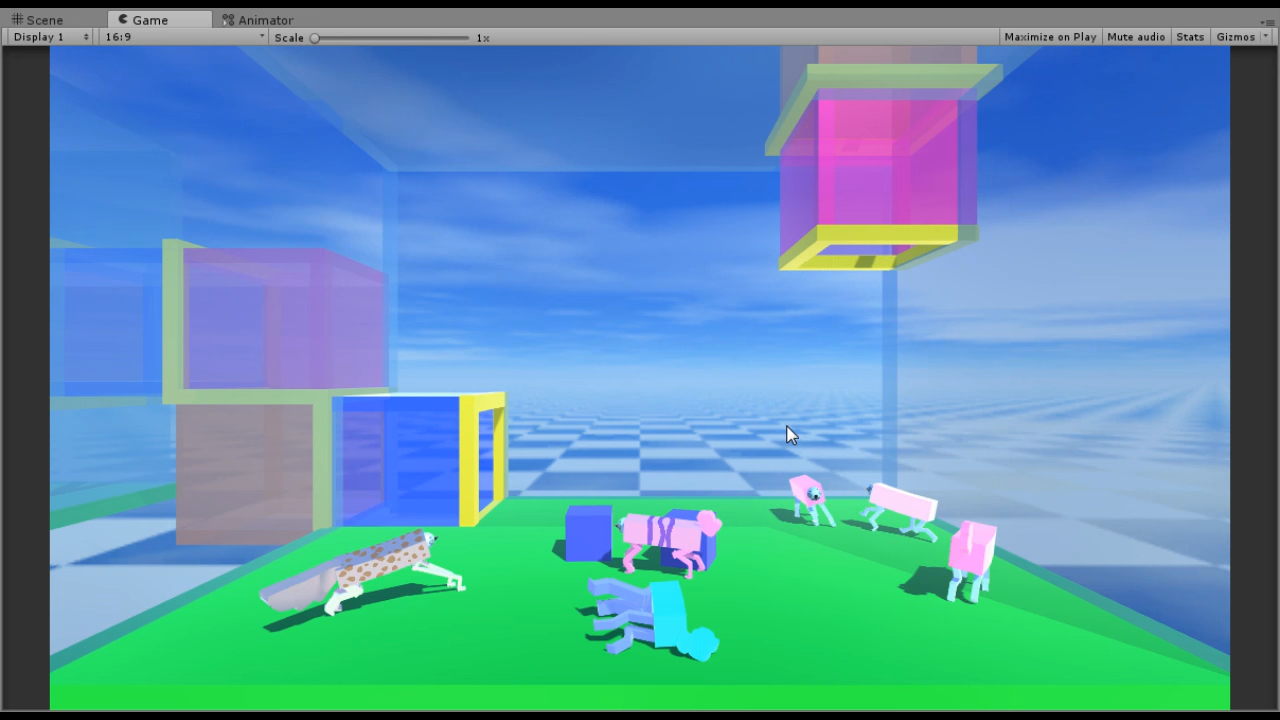 Scene Game Animator
Display 1 16:9 Scale 1x Maximize on Play Mute audio Stats Gizmos